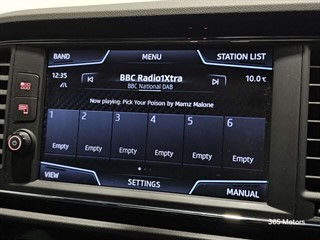 BAND MENU STATION LIST
12:35 BBC Radio1Xtra 10.0°C
BBC National DAB
Now playing: Pick Your Poison by Mamz Malone
1 2 3 4 5 6
Empty Empty Empty Empty Empty Empty
VIEW SETTINGS MANUAL
365 Motors